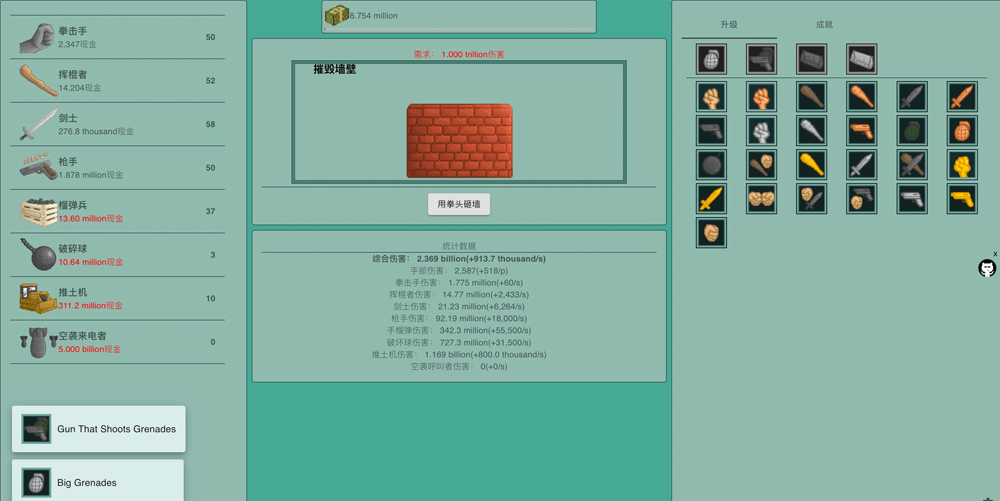 拳击手
50
2,347现金
挥棍者
52
14,204现金
剑士
58
276.8 thousand现金
枪手
50
1.878 million现金
榴弹兵
37
13.60 million现金
破碎球
3
10.64 million现金
推土机
10
311.2 million现金
空袭来电者
0
5.000 billion现金
Gun That Shoots Grenades
Big Grenades
8.754 million
需求： 1.000 trillion伤害
摧毁墙壁
用拳头砸墙
统计数据
综合伤害： 2.369 billion(+913.7 thousand/s)
手部伤害： 2,587(+518/p)
拳击手伤害： 1.775 million(+60/s)
挥棍者伤害： 14.77 million(+2,433/s)
剑士伤害： 21.23 million(+6,264/s)
枪手伤害： 92.19 million(+18,000/s)
手榴弹伤害： 342.3 million(+55,500/s)
破坏球伤害： 727.3 million(+31,500/s)
推土机伤害： 1.169 billion(+800.0 thousand/s)
空袭呼叫者伤害： 0(+0/s)
升级
成就
x